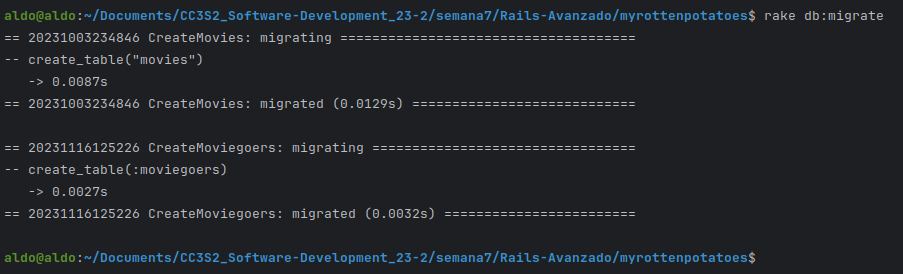 aldo@aldo:~/Documents/CC3S2_Software-Development_23-2/semana7/Rails-Avanzado/myrottenpotatoes$ rake db:migrate
== 20231003234846 CreateMovies: migrating =====================================
-- create_table("movies")
   -> 0.0087s
== 20231003234846 CreateMovies: migrated (0.0129s) ============================

== 20231116125226 CreateMoviegoers: migrating =================================
-- create_table(:moviegoers)
   -> 0.0027s
== 20231116125226 CreateMoviegoers: migrated (0.0032s) ========================

aldo@aldo:~/Documents/CC3S2_Software-Development_23-2/semana7/Rails-Avanzado/myrottenpotatoes$